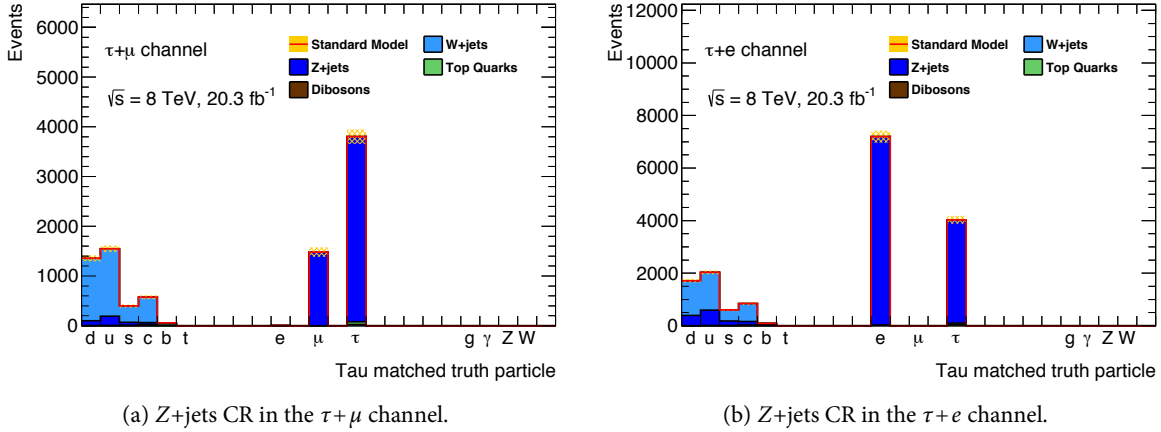 Events
6000
5000
4000
3000
2000
1000
0
τ+μ channel
√s = 8 TeV, 20.3 fb-1
Standard Model
W+jets
Z+jets
Top Quarks
Dibosons
d u s c b t e μ τ g γ Z W
Tau matched truth particle
(a) Z+jets CR in the τ+μ channel.
Events
12000
10000
8000
6000
4000
2000
0
τ+e channel
√s = 8 TeV, 20.3 fb-1
Standard Model
W+jets
Z+jets
Top Quarks
Dibosons
d u s c b t e μ τ g γ Z W
Tau matched truth particle
(b) Z+jets CR in the τ+e channel.